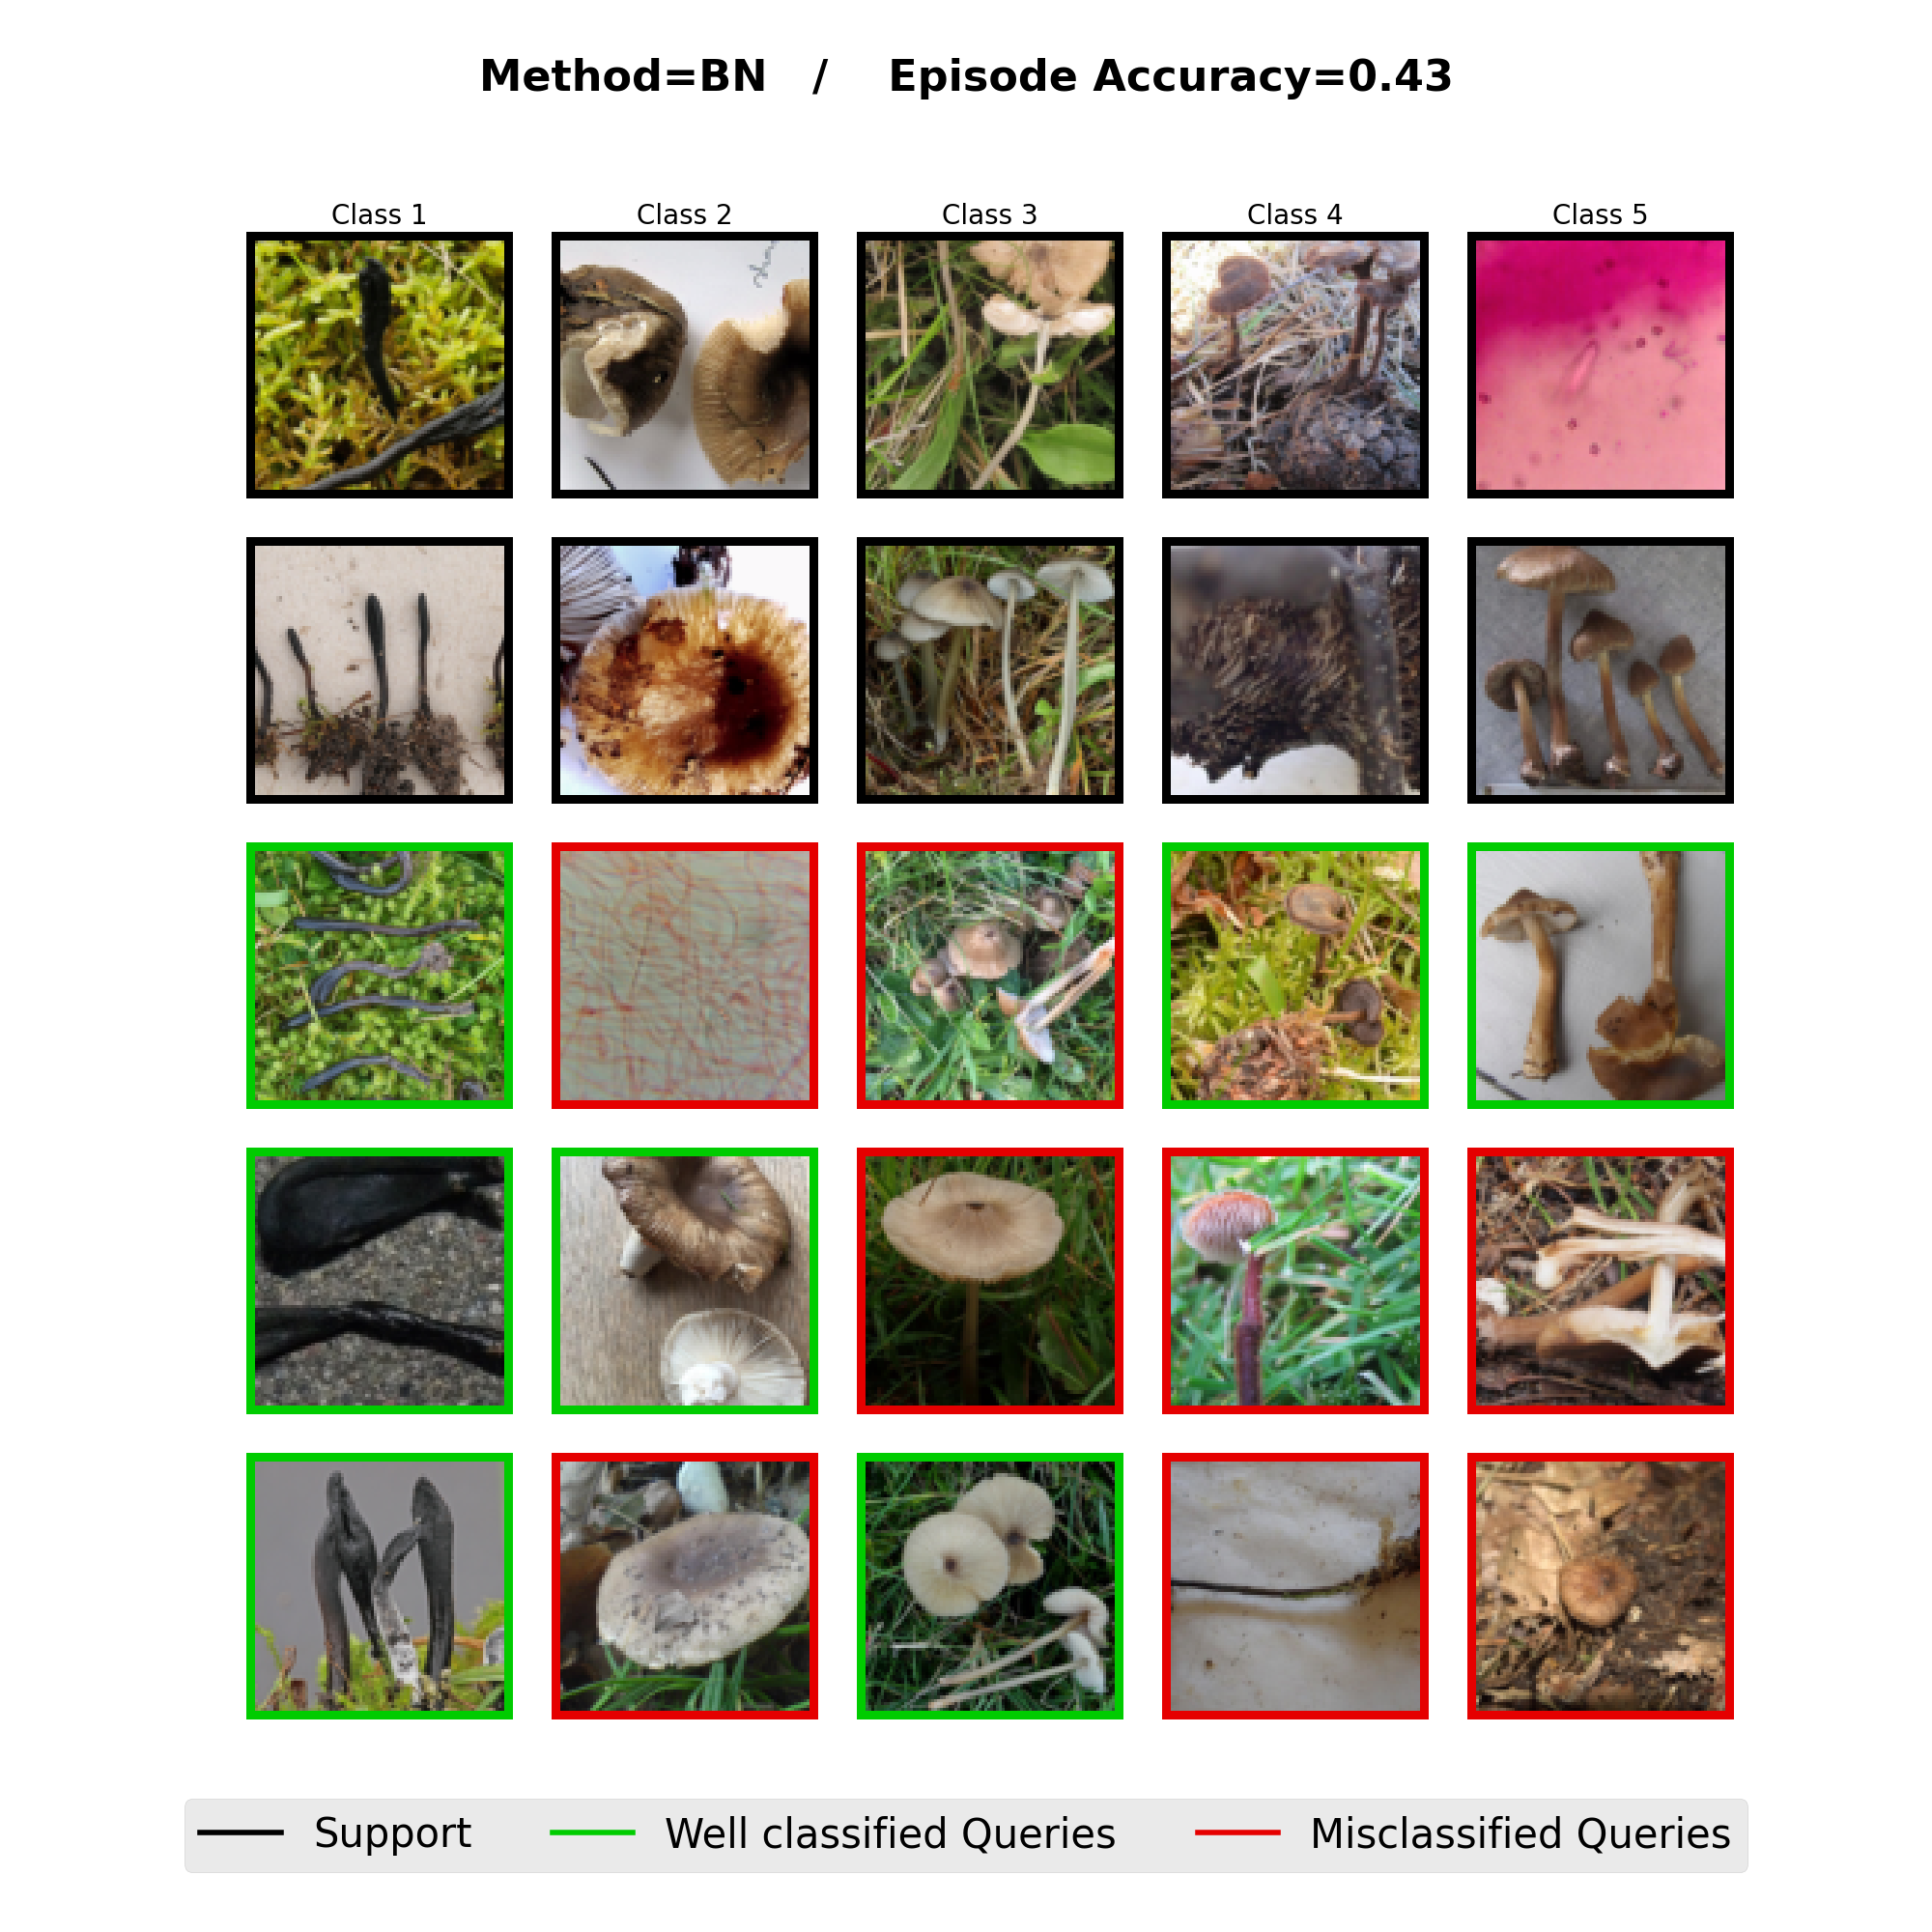 Method=BN / Episode Accuracy=0.43
Class 1 Class 2 Class 3 Class 4 Class 5
Support Well classified Queries Misclassified Queries